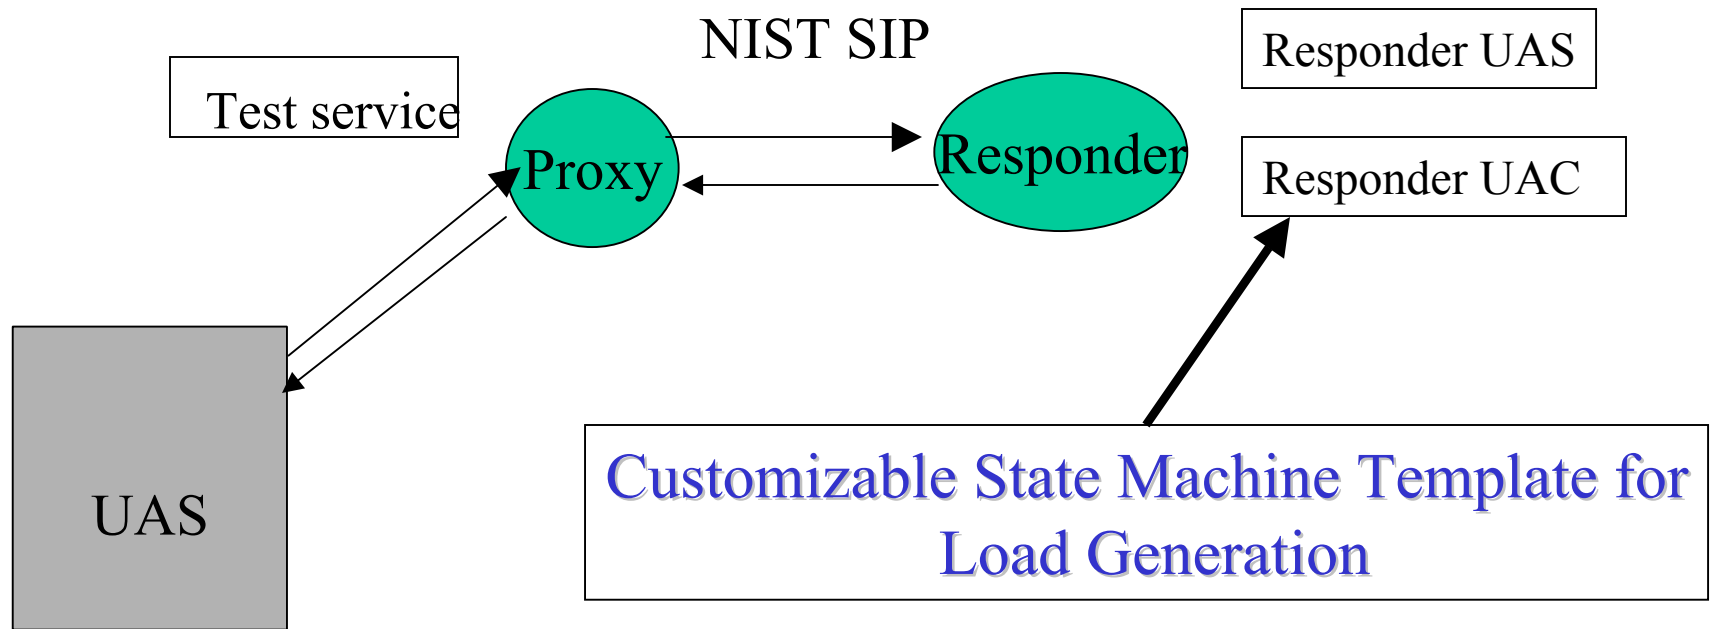 NIST SIP
Responder UAS
Test service
Proxy
Responder
Responder UAC
UAS
Customizable State Machine Template for
Load Generation